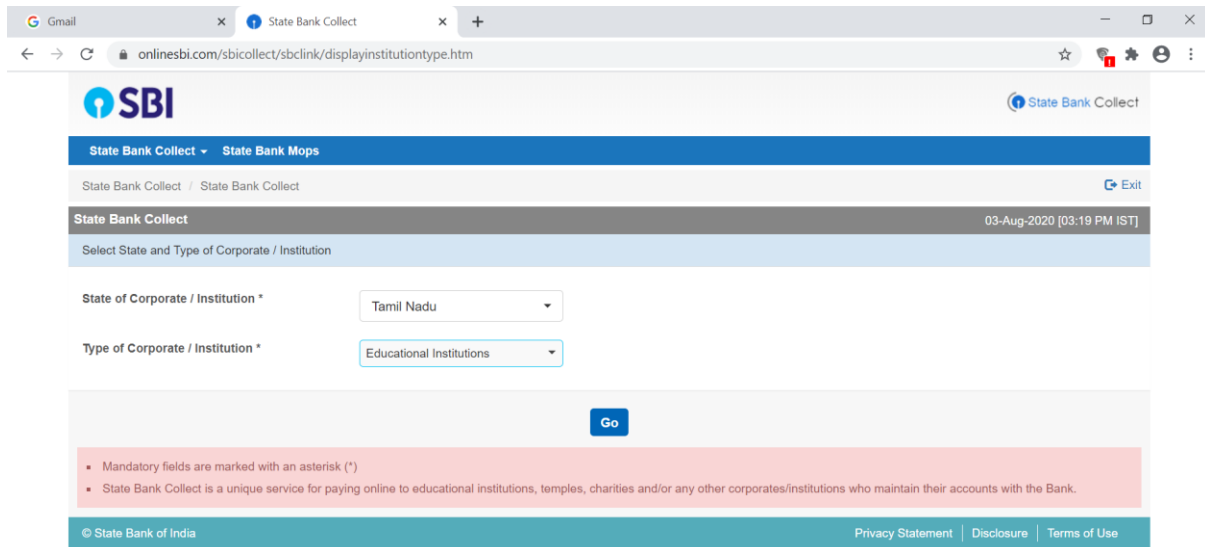 Gmail
State Bank Collect
onlinesbi.com/sbicollect/sbclink/displayinstitutiontype.htm
SBI
State Bank Collect
State Bank Collect State Bank Mops
State Bank Collect / State Bank Collect
Exit
State Bank Collect
03-Aug-2020 [03:19 PM IST]
Select State and Type of Corporate / Institution
State of Corporate / Institution *
Tamil Nadu
Type of Corporate / Institution *
Educational Institutions
Go
Mandatory fields are marked with an asterisk (*)
State Bank Collect is a unique service for paying online to educational institutions, temples, charities and/or any other corporates/institutions who maintain their accounts with the Bank.
© State Bank of India
Privacy Statement | Disclosure | Terms of Use